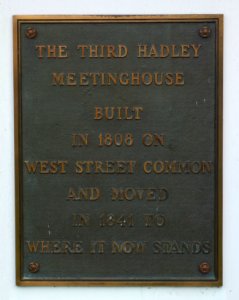 THE THIRD HADLEY
MEETINGHOUSE
BUILT
IN 1808 ON
WEST STREET COMMON
AND MOVED
IN 1841 TO
WHERE IT NOW STANDS